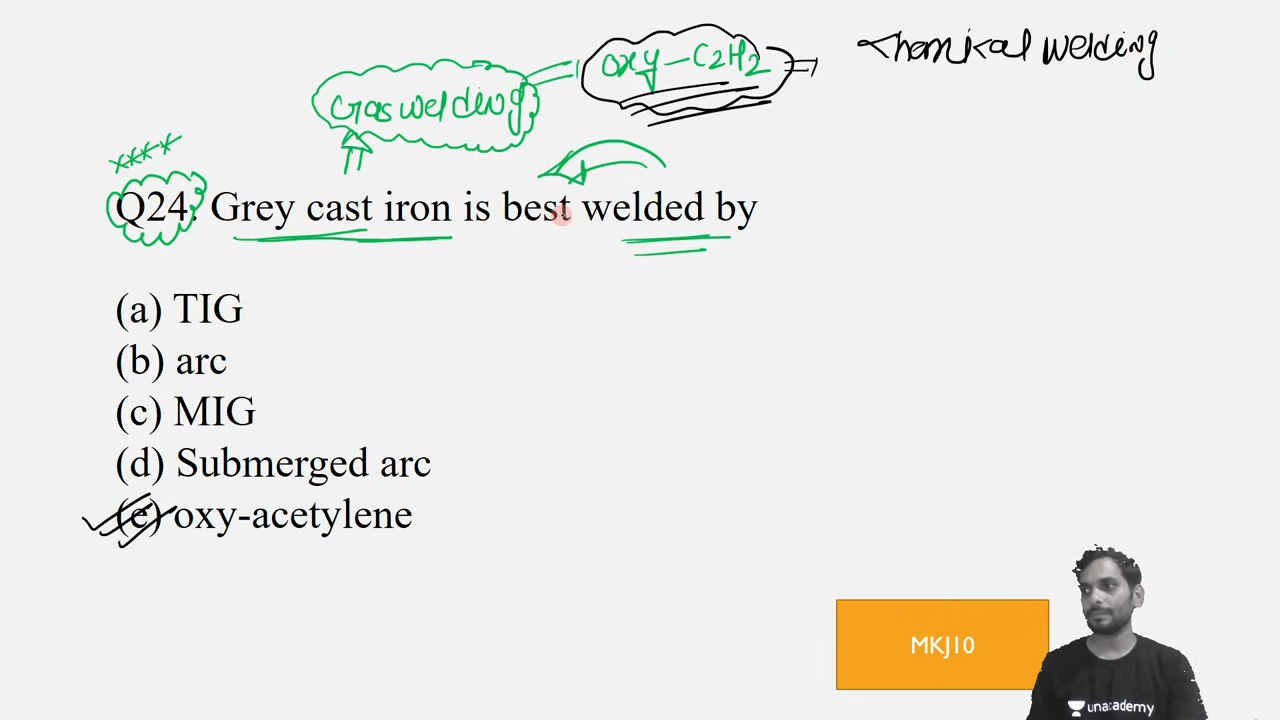 chemical welding
oxy-C2H2
Gas welding
××××
Q24. Grey cast iron is best welded by
(a) TIG
(b) arc
(c) MIG
(d) Submerged arc
(e) oxy-acetylene
MKJ10
unacademy